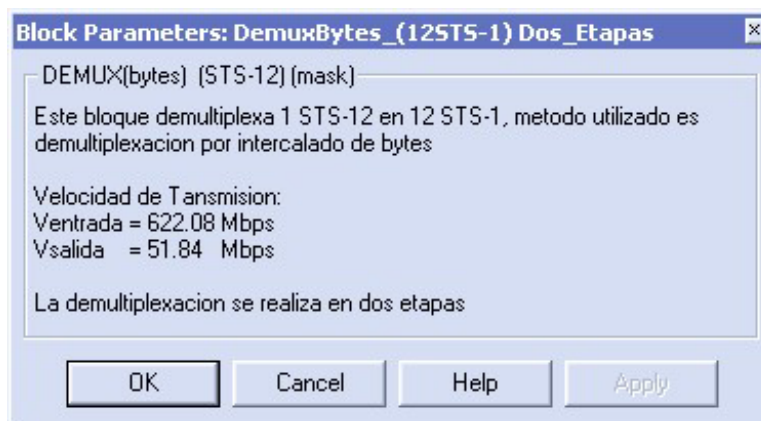 Block Parameters: DemuxBytes_(12STS-1) Dos_Etapas
DEMUX(bytes) (STS-12) (mask)
Este bloque demultiplexa 1 STS-12 en 12 STS-1, metodo utilizado es
demultiplexacion por intercalado de bytes
Velocidad de Tansmision:
Ventrada = 622.08 Mbps
Vsalida = 51.84 Mbps
La demultiplexacion se realiza en dos etapas
OK Cancel Help Apply